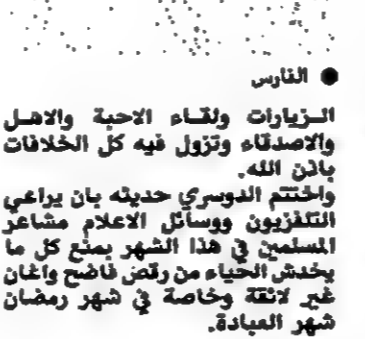 ● الفارس
الـزيارات ولقـاء الاحبة والاهـل
والاصدقاء وتزول فيه كل الخلافات
باذن الله.
واختتم الدوسري حديثه بان يراعي
التلفزيون ووسائل الاعلام مشاعر
المسلمين في هذا الشهر بمنع كل ما
يخدش الحياء من رقص فاضح واغان
غير لائقة وخاصة في شهر رمضان
شهر العبادة.